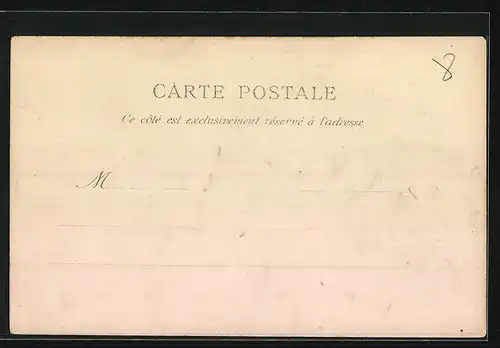 8
CARTE POSTALE
Ce côté est exclusivement réservé à l'adresse
M